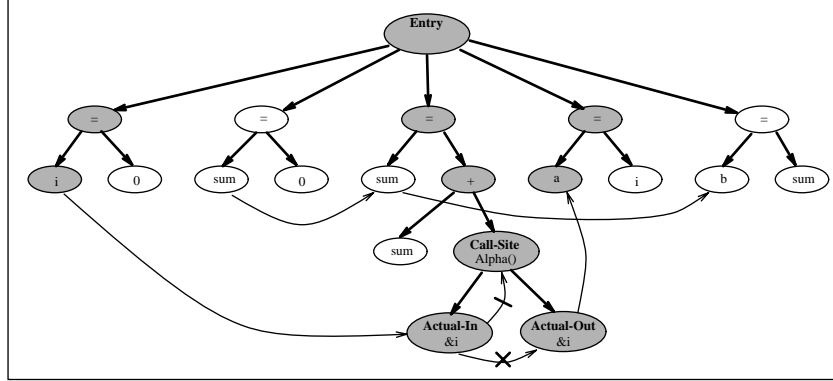 Entry
= = = = =
i 0 sum 0 sum + a i b sum
sum
Call-Site
Alpha()
Actual-In Actual-Out
&i &i